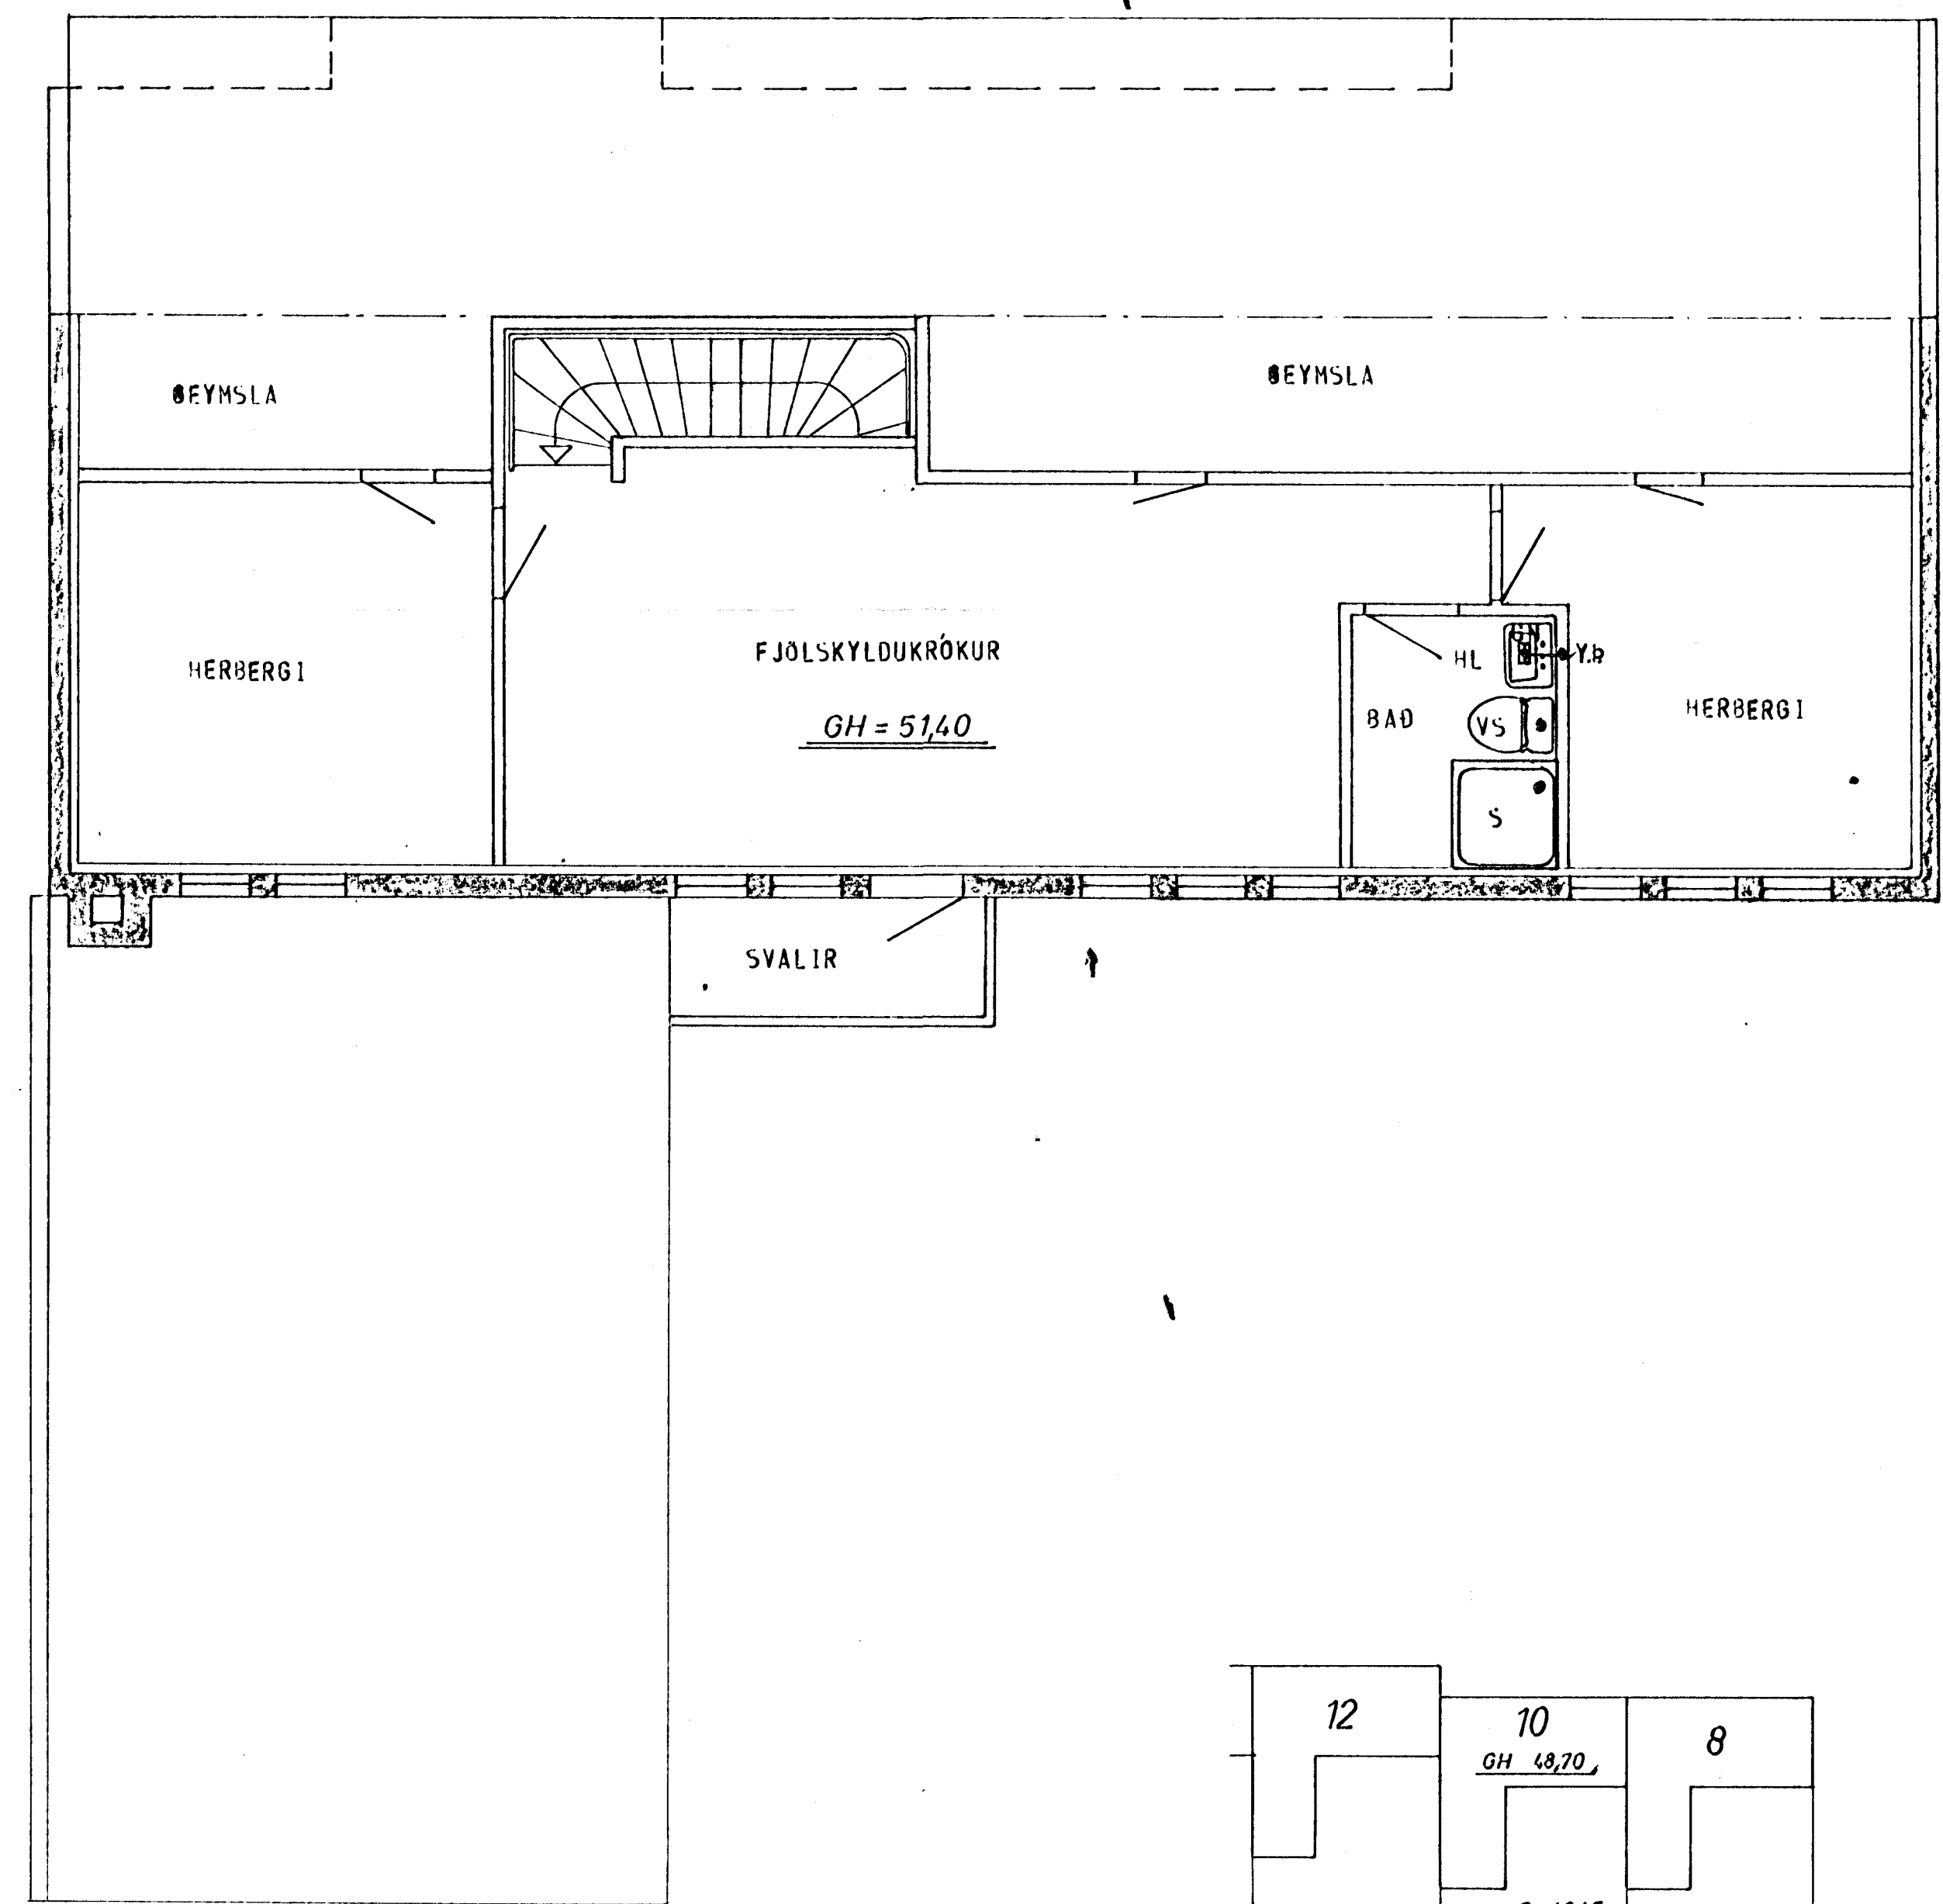 GEYMSLA
GEYMSLA
HERBERGI
FJÖLSKYLDUKRÓKUR
GH = 51,40
HL
BAÐ
VS
S
HERBERGI
SVALIR
12
10
GH 48,70
8